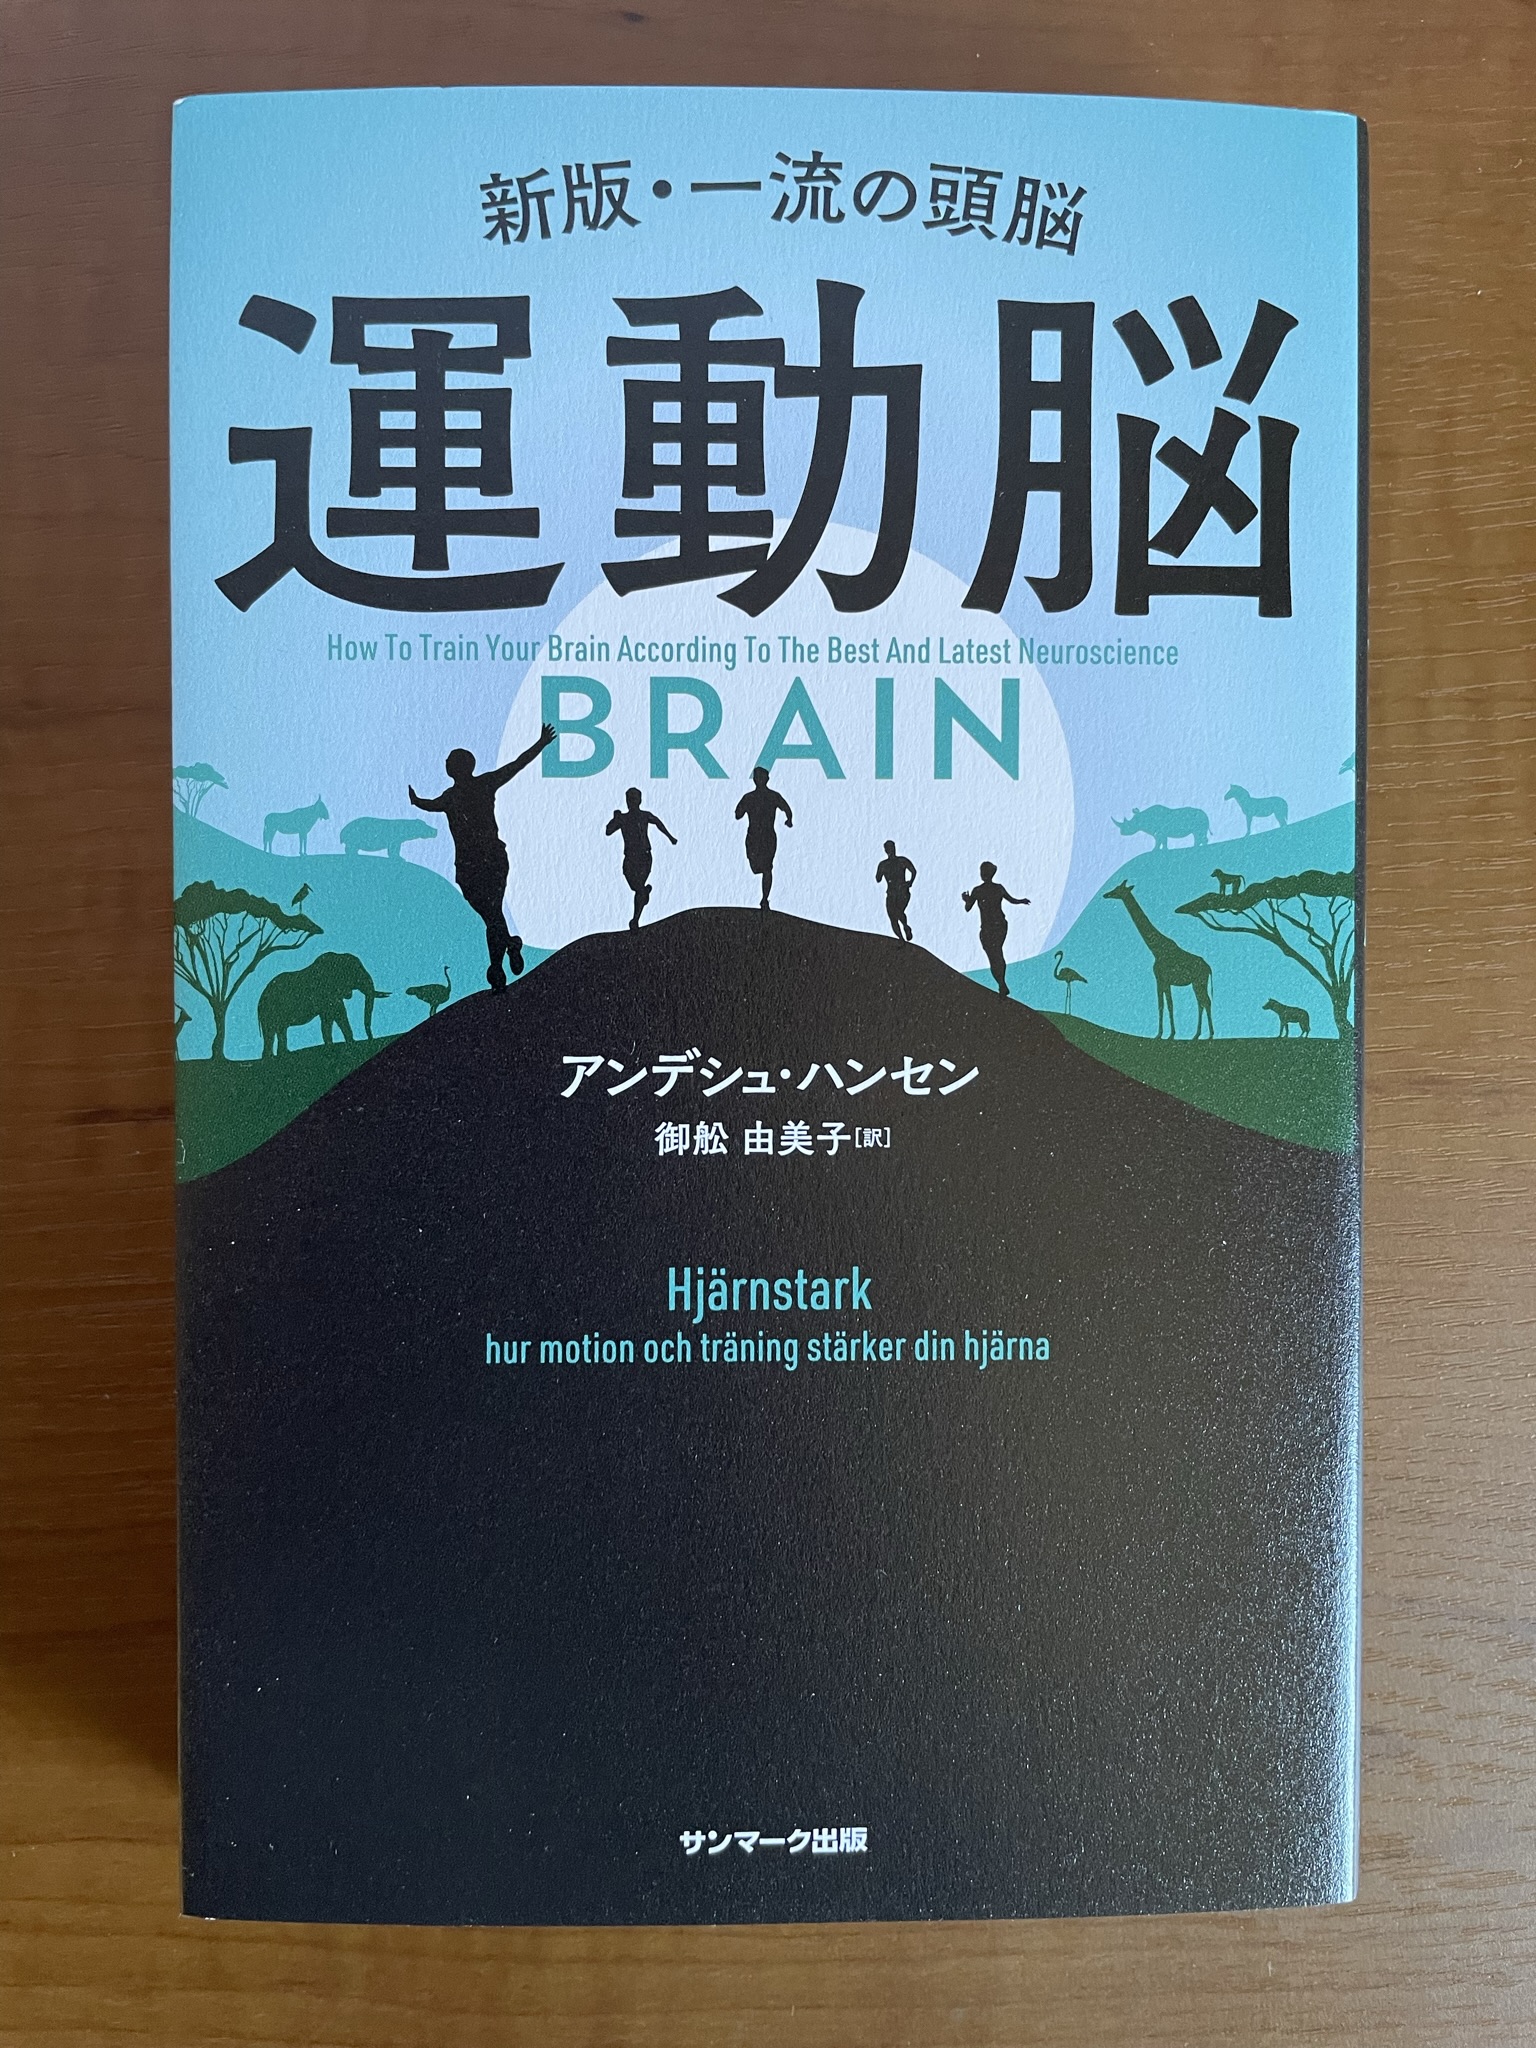 新版・一流の頭脳
運動脳
How To Train Your Brain According To The Best And Latest Neuroscience
BRAIN
アンデシュ・ハンセン
御舩 由美子[訳]
Hjärnstark
hur motion och träning stärker din hjärna
サンマーク出版